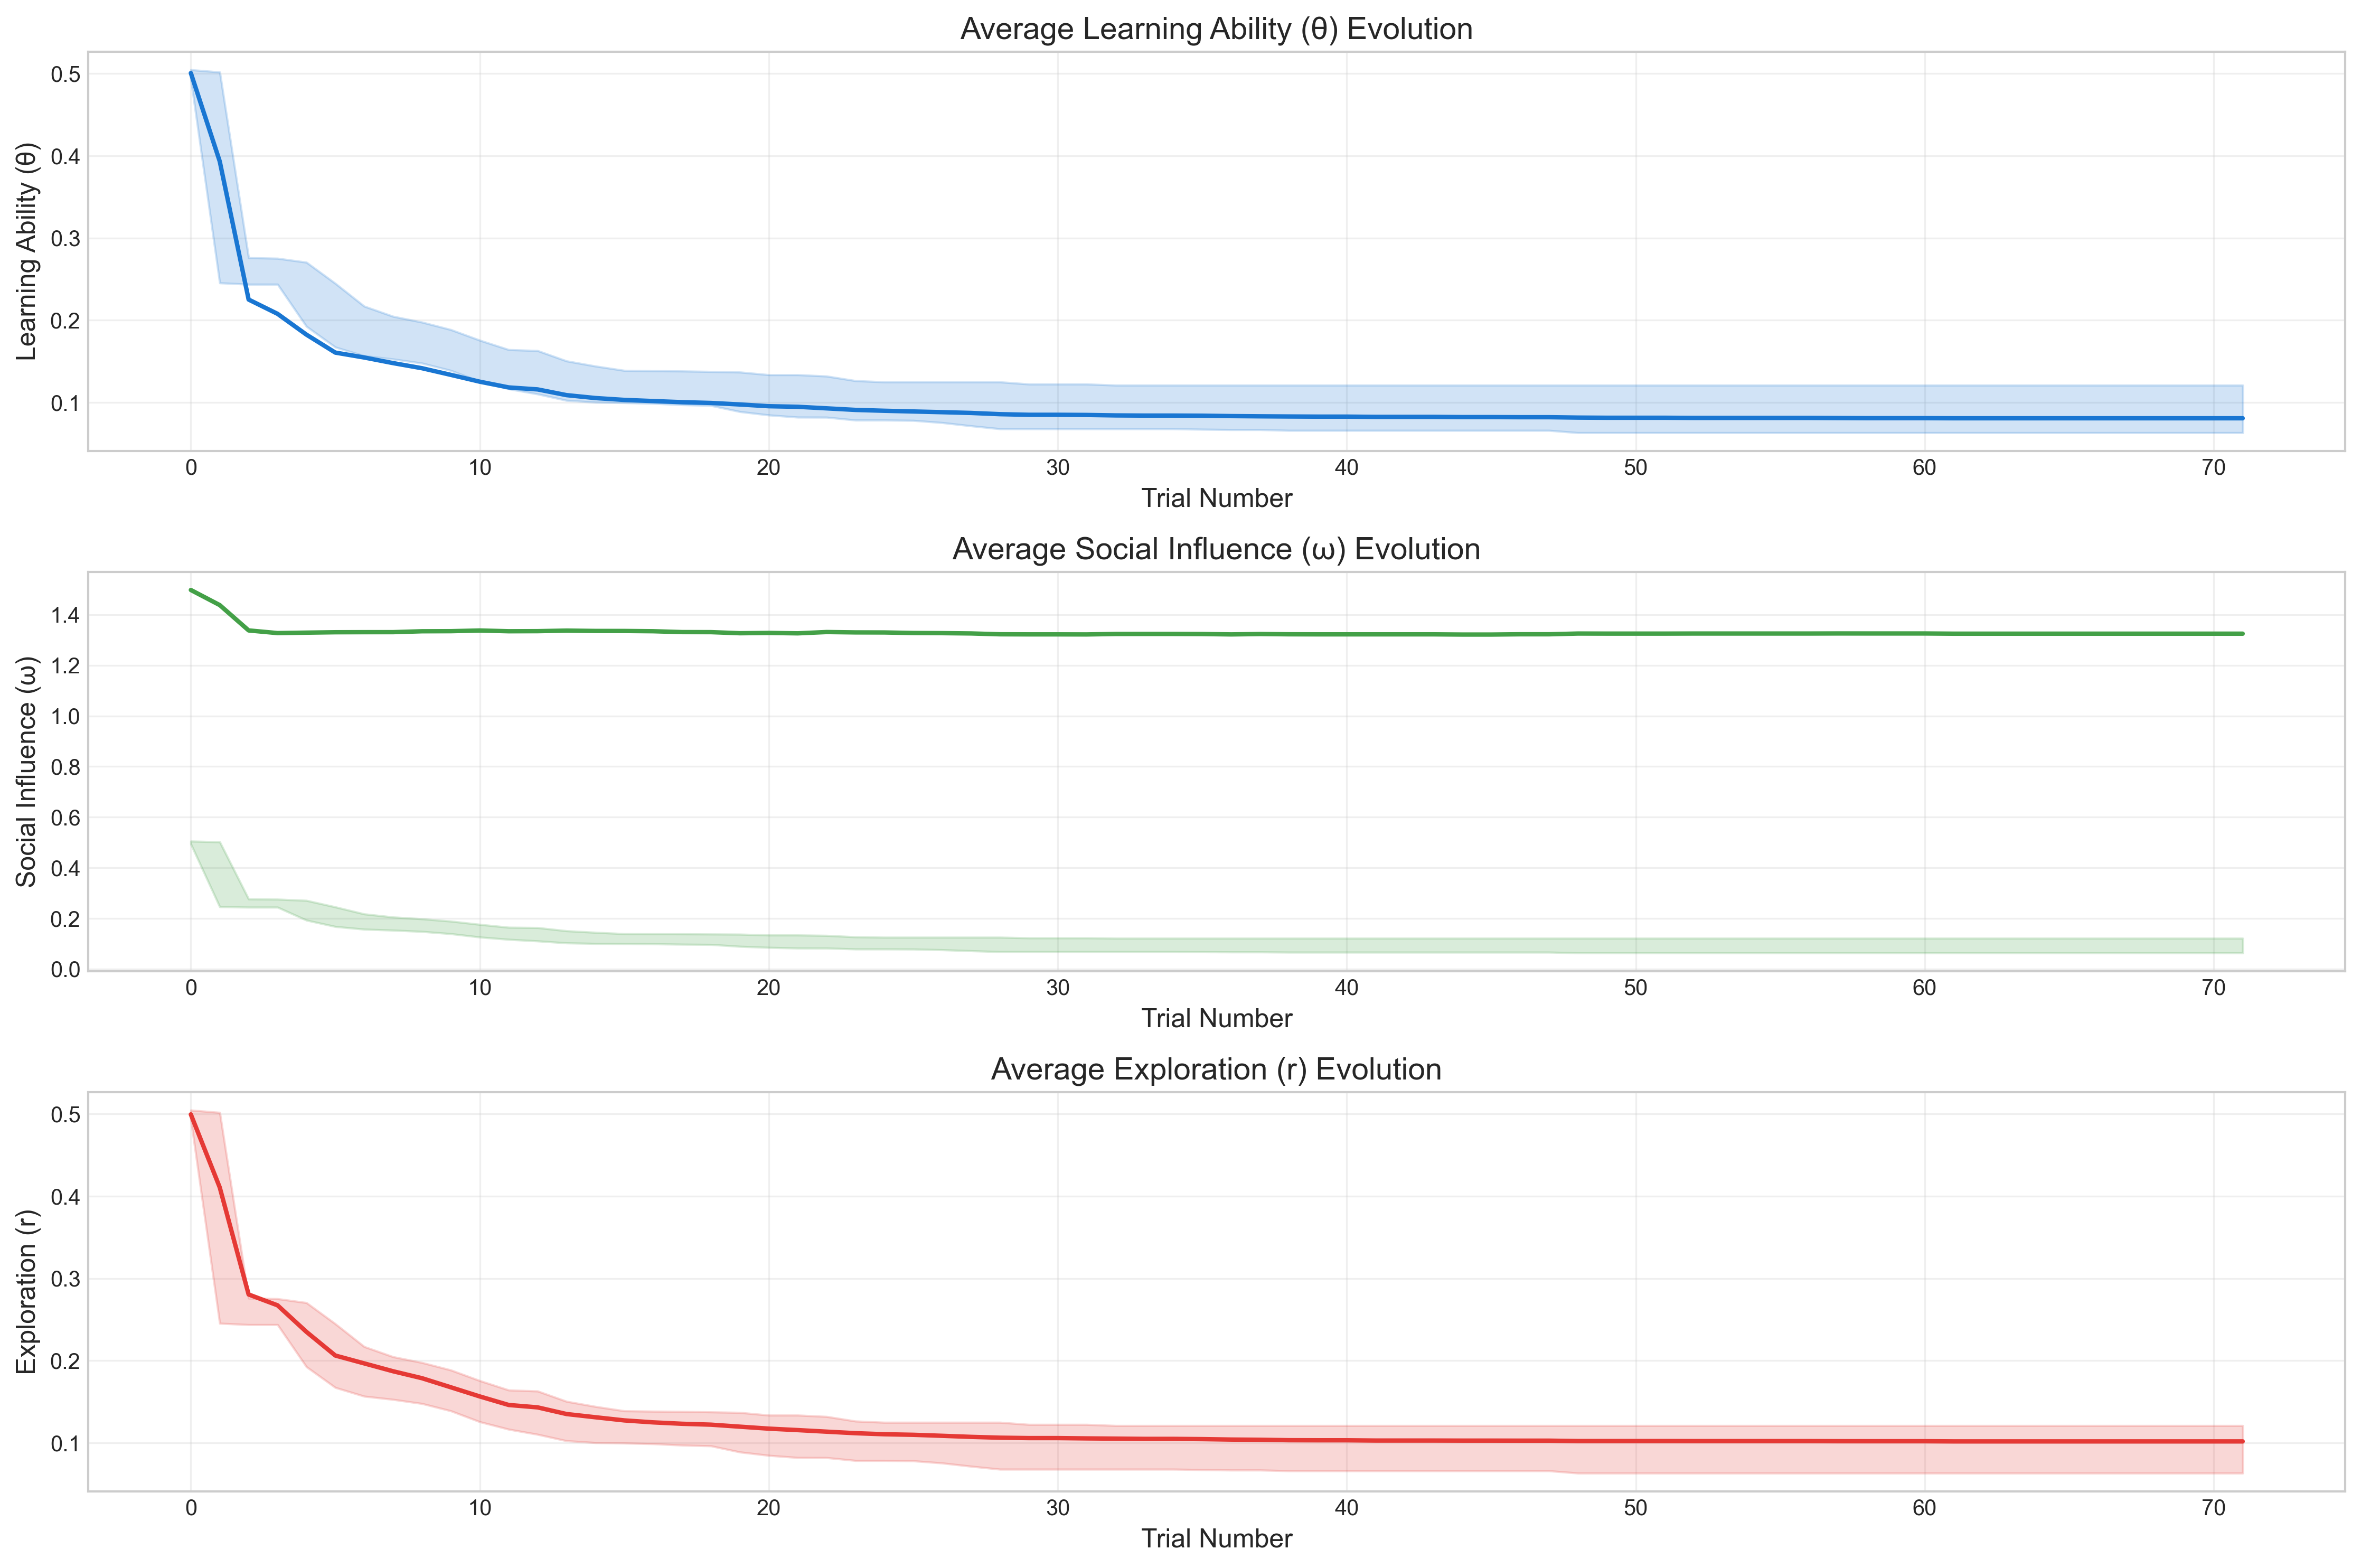 Average Learning Ability (θ) Evolution
Learning Ability (θ)
0.5
0.4
0.3
0.2
0.1
0 10 20 30 40 50 60 70
Trial Number
Average Social Influence (ω) Evolution
Social Influence (ω)
1.4
1.2
1.0
0.8
0.6
0.4
0.2
0.0
0 10 20 30 40 50 60 70
Trial Number
Average Exploration (r) Evolution
Exploration (r)
0.5
0.4
0.3
0.2
0.1
0 10 20 30 40 50 60 70
Trial Number